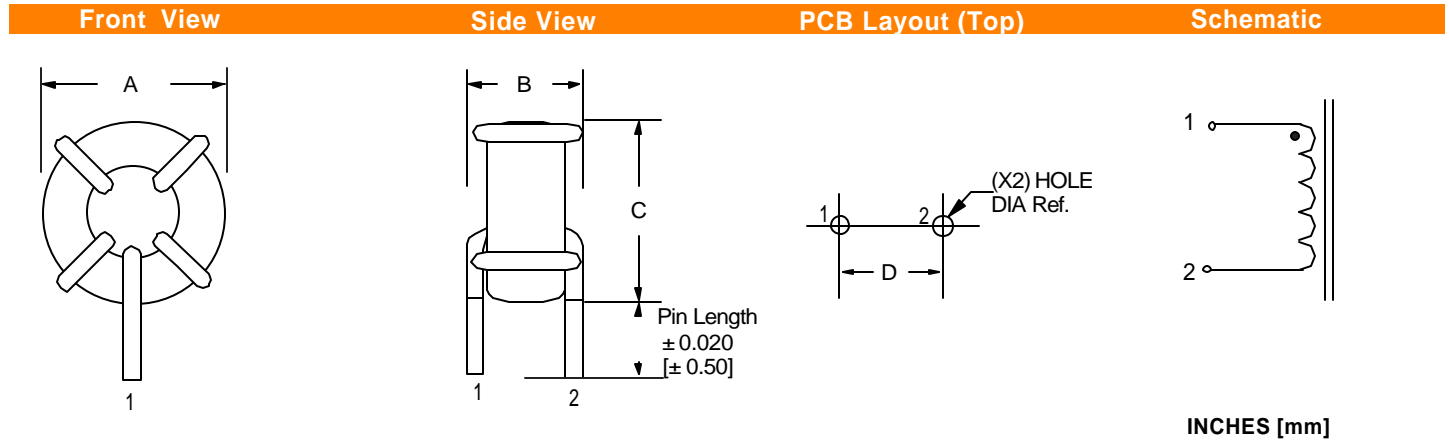 Front View
Side View
PCB Layout (Top)
Schematic
A
1
B
C
Pin Length
± 0.020
[± 0.50]
1
2
1
2
(X2) HOLE
DIA Ref.
D
1
2
INCHES [mm]